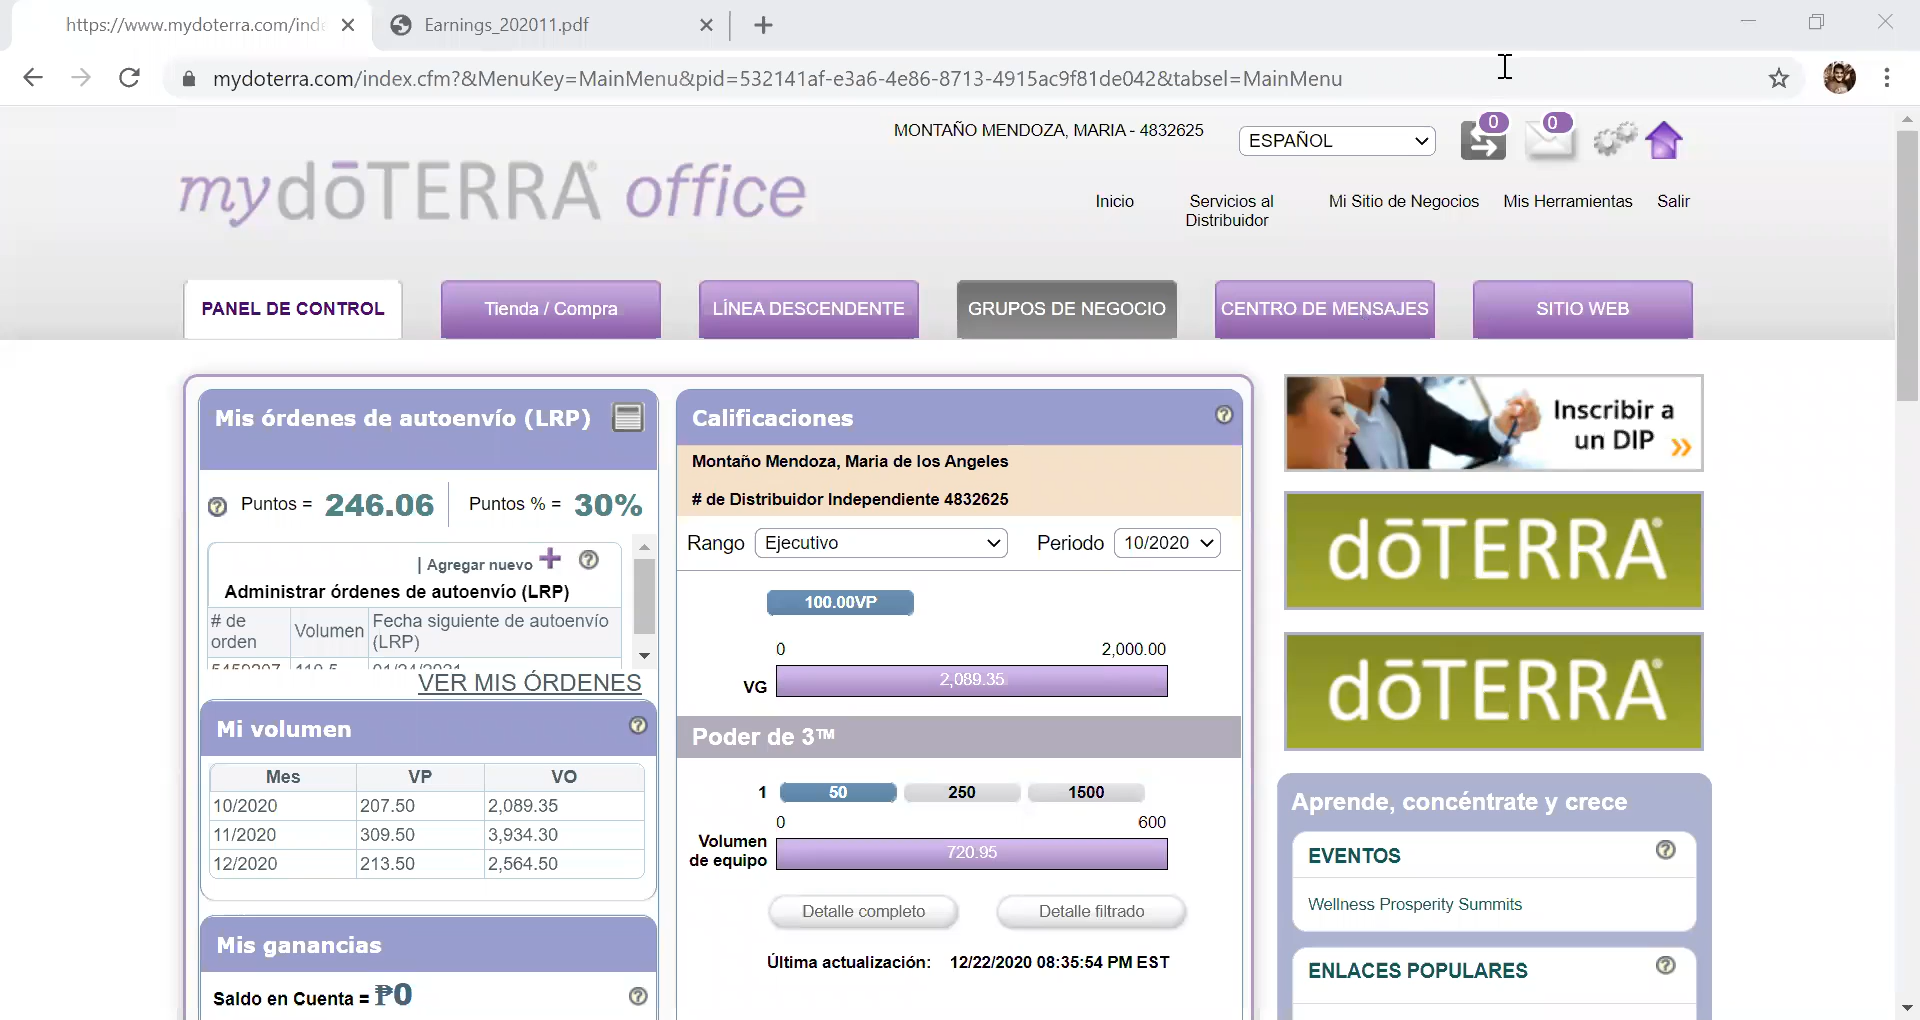 https://www.mydoterra.com/inde
Earnings_202011.pdf
mydoterra.com/index.cfm?&MenuKey=MainMenu&pid=532141af-e3a6-4e86-8713-4915ac9f81de042&tabsel=MainMenu
MONTAÑO MENDOZA, MARIA - 4832625
ESPAÑOL
0
0
mydōTERRA® office
Inicio
Servicios al
Distribuidor
Mi Sitio de Negocios
Mis Herramientas
Salir
PANEL DE CONTROL
Tienda / Compra
LÍNEA DESCENDENTE
GRUPOS DE NEGOCIO
CENTRO DE MENSAJES
SITIO WEB
Mis órdenes de autoenvío (LRP)
Puntos = 246.06
Puntos % = 30%
| Agregar nuevo
Administrar órdenes de autoenvío (LRP)
# de
orden
Volumen
Fecha siguiente de autoenvío
(LRP)
5459207 110.5 01/24/2021
VER MIS ÓRDENES
Mi volumen
Mes VP VO
10/2020 207.50 2,089.35
11/2020 309.50 3,934.30
12/2020 213.50 2,564.50
Mis ganancias
Saldo en Cuenta = ₱0
Calificaciones
Montaño Mendoza, Maria de los Angeles
# de Distribuidor Independiente 4832625
Rango Ejecutivo
Periodo 10/2020
100.00VP
0 2,000.00
VG 2,089.35
Poder de 3™
1 50 250 1500
0 600
Volumen
de equipo
720.95
Detalle completo
Detalle filtrado
Última actualización: 12/22/2020 08:35:54 PM EST
Inscribir a
un DIP »
dōTERRA®
dōTERRA®
Aprende, concéntrate y crece
EVENTOS
Wellness Prosperity Summits
ENLACES POPULARES